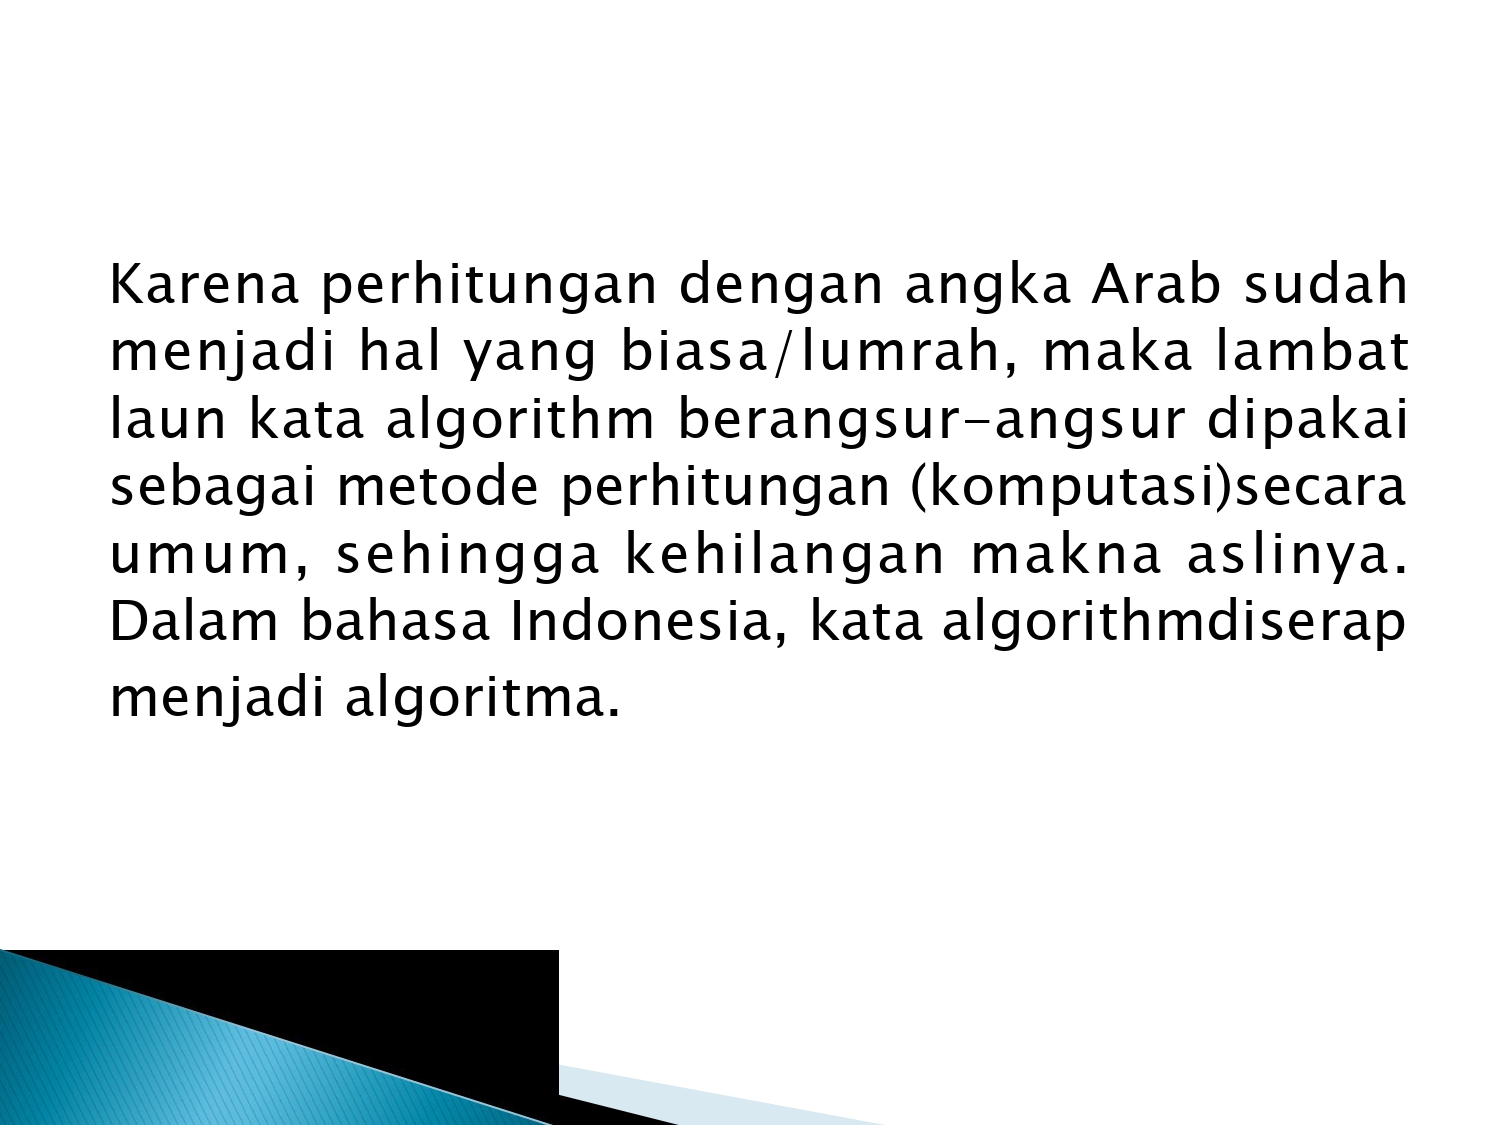 Karena perhitungan dengan angka Arab sudah
menjadi hal yang biasa/lumrah, maka lambat
laun kata algorithm berangsur-angsur dipakai
sebagai metode perhitungan (komputasi)secara
umum, sehingga kehilangan makna aslinya.
Dalam bahasa Indonesia, kata algorithmdiserap
menjadi algoritma.